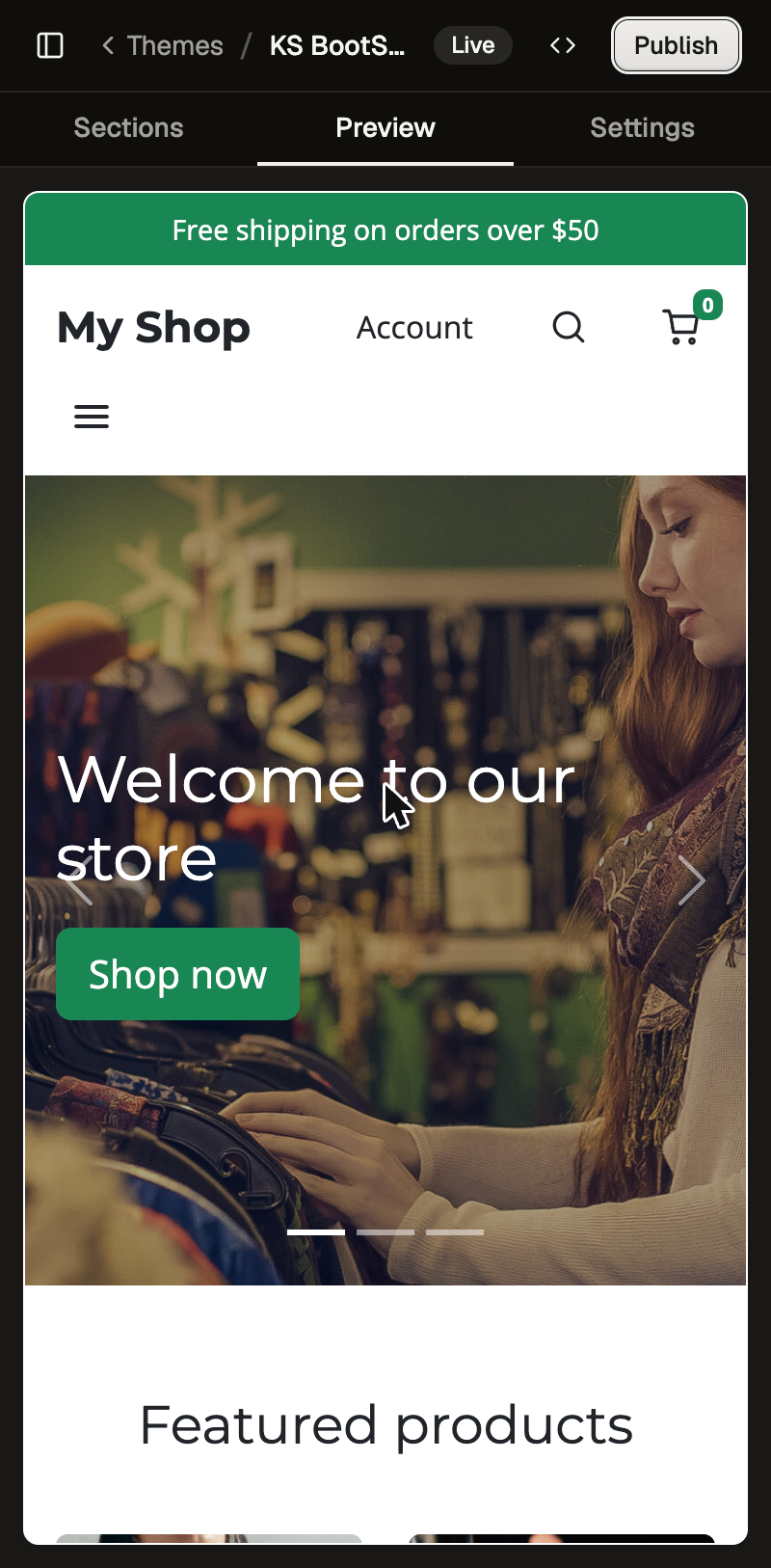 Themes / KS BootS... Live <> Publish
Sections Preview Settings
Free shipping on orders over $50
My Shop Account 0
Welcome to our
store
Shop now
Featured products